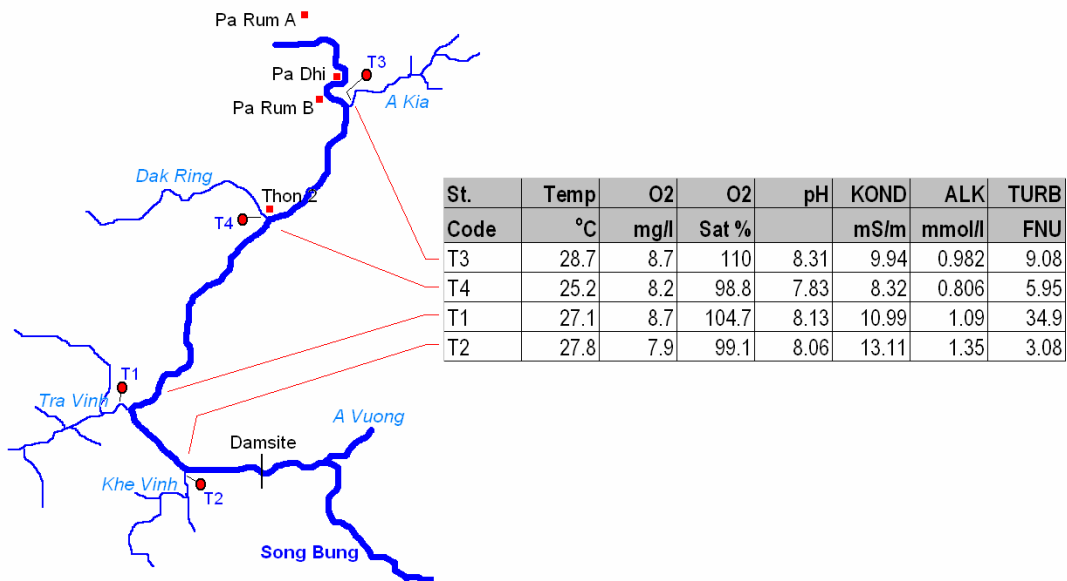 Pa Rum A
T3
Pa Dhi
A Kia
Pa Rum B
Dak Ring
Thon 2
T4
T1
Tra Vinh
A Vuong
Damsite
Khe Vinh
T2
Song Bung
St. Temp O2 O2 pH KOND ALK TURB
Code °C mg/l Sat % mS/m mmol/l FNU
T3 28.7 8.7 110 8.31 9.94 0.982 9.08
T4 25.2 8.2 98.8 7.83 8.32 0.806 5.95
T1 27.1 8.7 104.7 8.13 10.99 1.09 34.9
T2 27.8 7.9 99.1 8.06 13.11 1.35 3.08